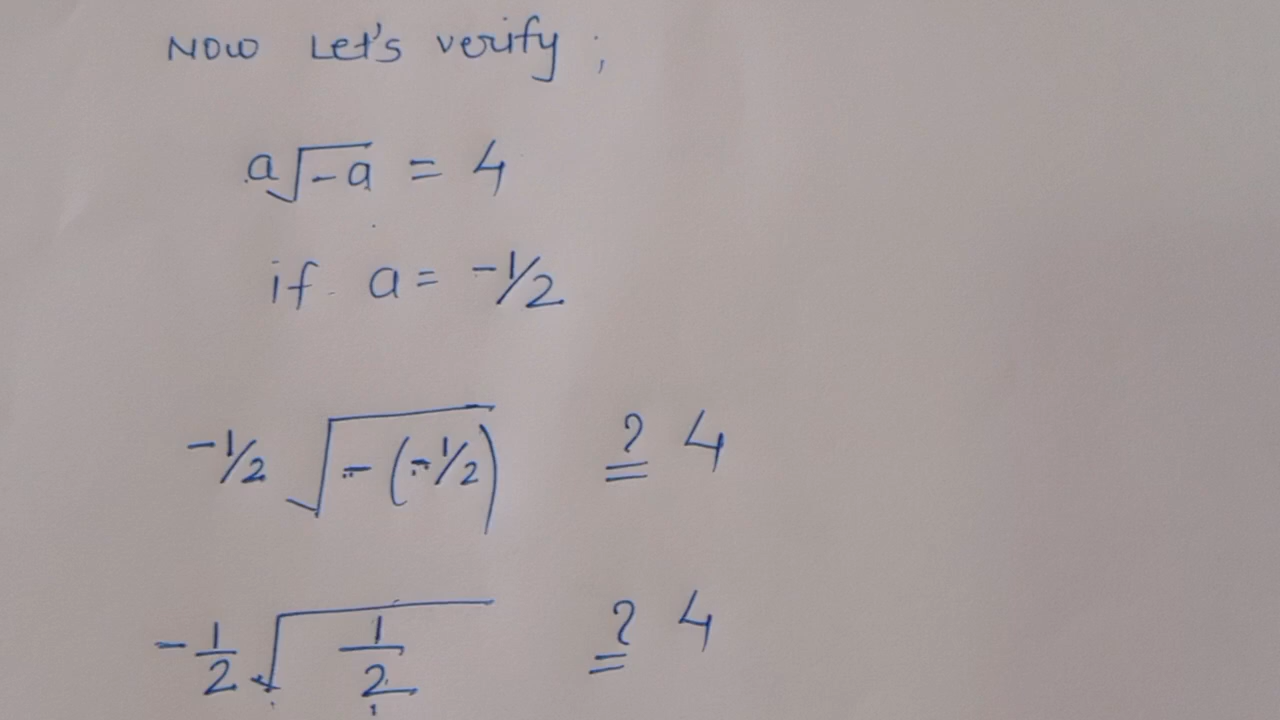 Now Let's verify ;
a√-a = 4
if a = -1/2
-1/2 √-(-1/2) ≟ 4
-1/2 √1/2 ≟ 4